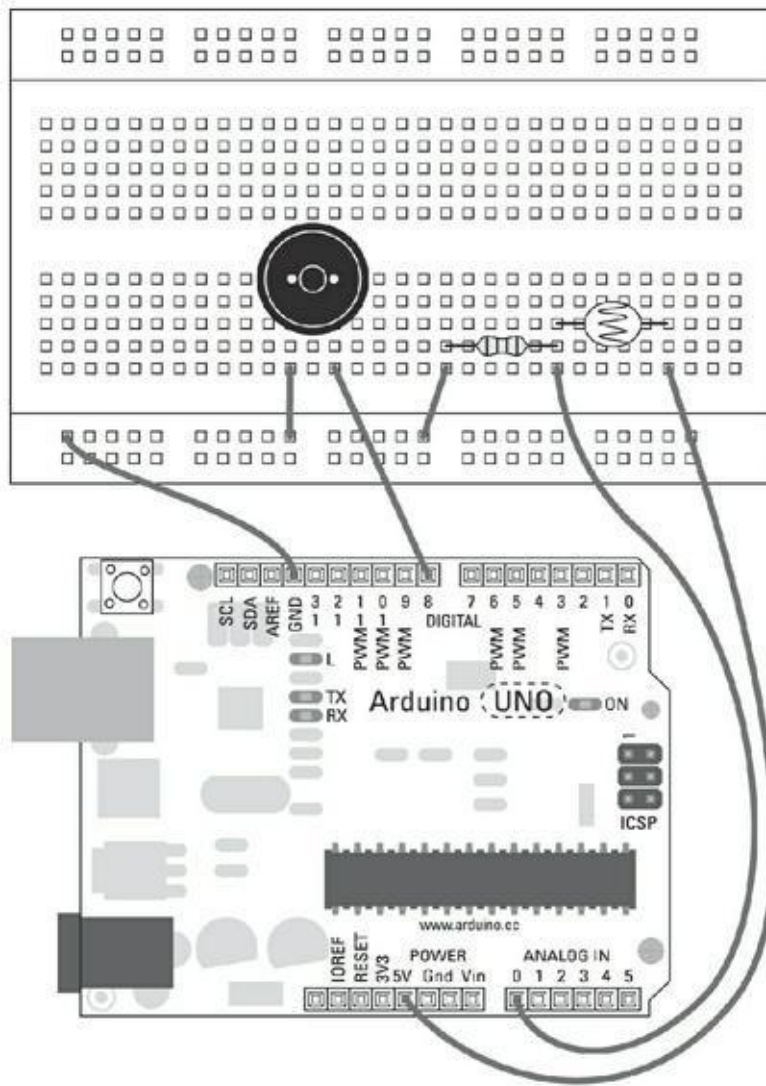 SCL
SDA
AREF
GND
13
12
11
10
9
8
7
6
5
4
3
2
1
0
PWM
PWM
PWM
DIGITAL
PWM
PWM
PWM
TX
RX
L
TX
RX
Arduino UNO
ON
1
ICSP
www.arduino.cc
POWER
ANALOG IN
IOREF
RESET
3V3
5V Gnd Vin
0 1 2 3 4 5